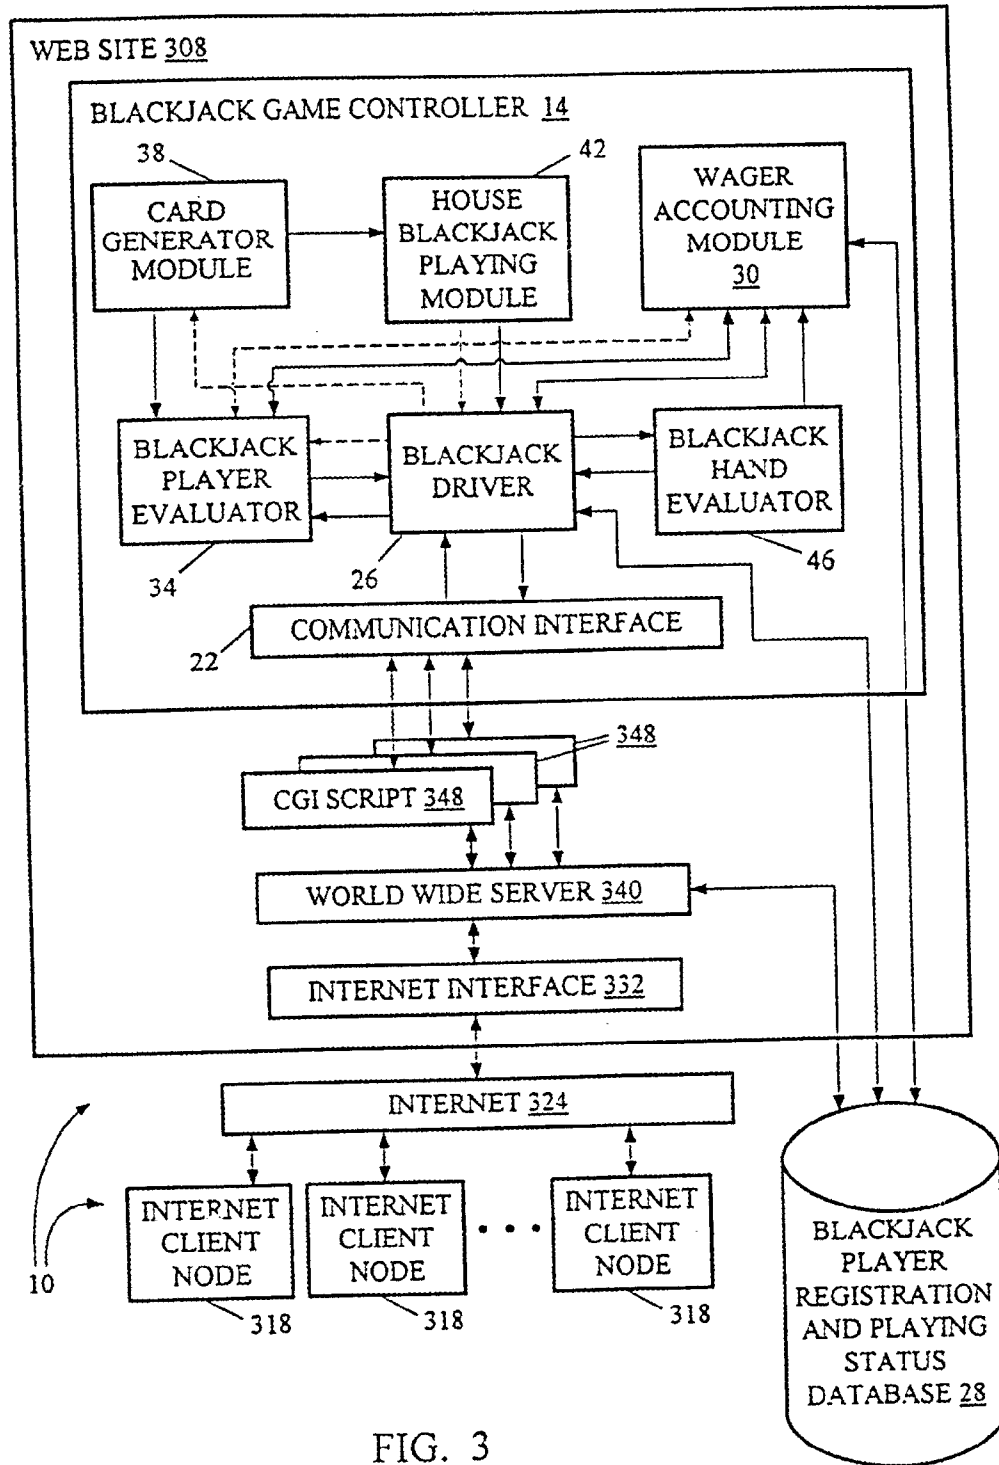 WEB SITE 308
BLACKJACK GAME CONTROLLER 14
38
42
CARD
GENERATOR
MODULE
HOUSE
BLACKJACK
PLAYING
MODULE
WAGER
ACCOUNTING
MODULE
30
BLACKJACK
PLAYER
EVALUATOR
BLACKJACK
DRIVER
BLACKJACK
HAND
EVALUATOR
34
26
46
COMMUNICATION INTERFACE
22
348
CGI SCRIPT 348
WORLD WIDE SERVER 340
INTERNET INTERFACE 332
INTERNET 324
INTERNET
CLIENT
NODE
INTERNET
CLIENT
NODE
• • •
INTERNET
CLIENT
NODE
10
318
318
318
BLACKJACK
PLAYER
REGISTRATION
AND PLAYING
STATUS
DATABASE 28
FIG. 3